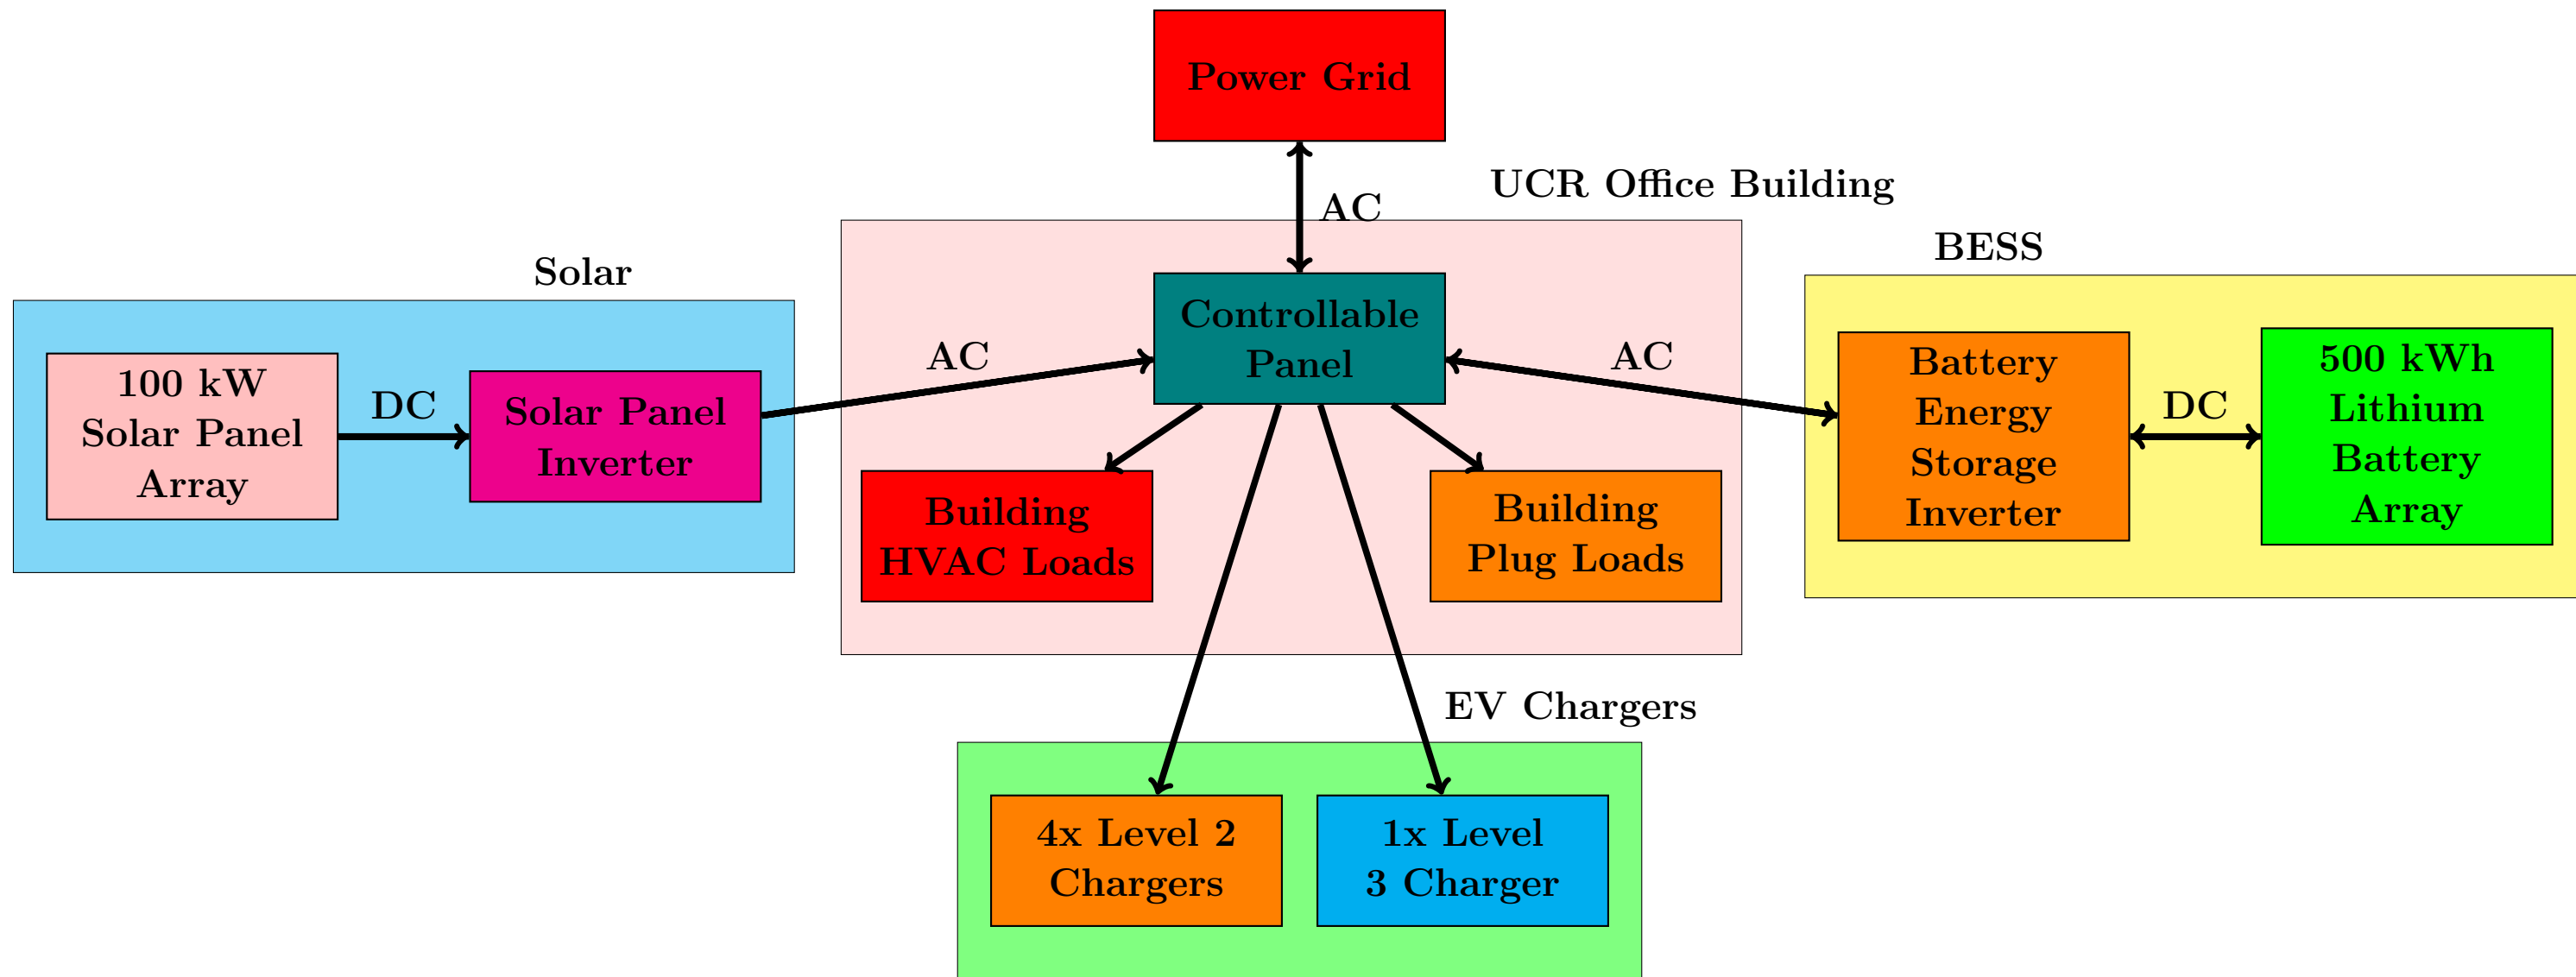 Power Grid
AC
UCR Office Building
Solar
BESS
100 kW
Solar Panel
Array
DC
Solar Panel
Inverter
AC
Controllable
Panel
AC
Battery
Energy
Storage
Inverter
DC
500 kWh
Lithium
Battery
Array
Building
HVAC Loads
Building
Plug Loads
EV Chargers
4x Level 2
Chargers
1x Level
3 Charger